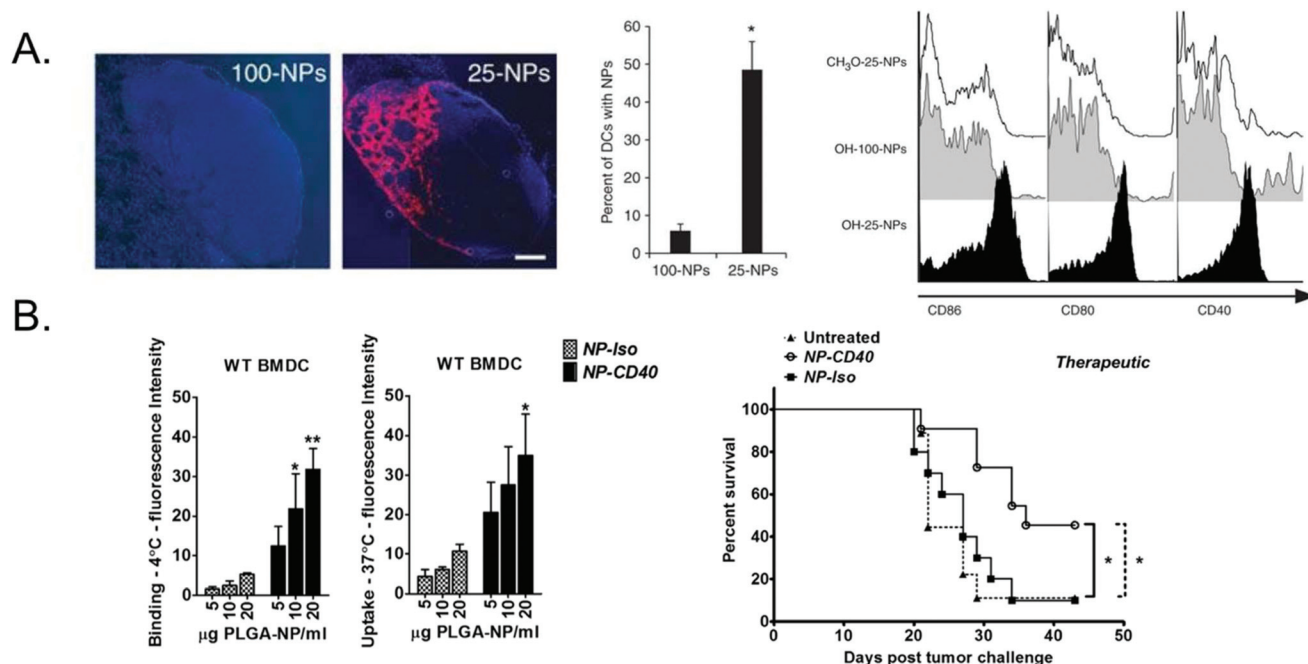 A.
100-NPs
25-NPs
Percent of DCs with NPs
60
50
40
30
20
10
0
*
100-NPs
25-NPs
CH₃O-25-NPs
OH-100-NPs
OH-25-NPs
CD86
CD80
CD40
B.
WT BMDC
Binding - 4°C - fluorescence Intensity
50
40
30
20
10
0
*
**
5
10
20
5
10
20
μg PLGA-NP/ml
WT BMDC
Uptake - 37°C - fluorescence Intensity
50
40
30
20
10
0
*
5
10
20
5
10
20
μg PLGA-NP/ml
NP-Iso
NP-CD40
Untreated
NP-CD40
NP-Iso
Therapeutic
Percent survival
100
80
60
40
20
0
*
*
0
10
20
30
40
50
Days post tumor challenge